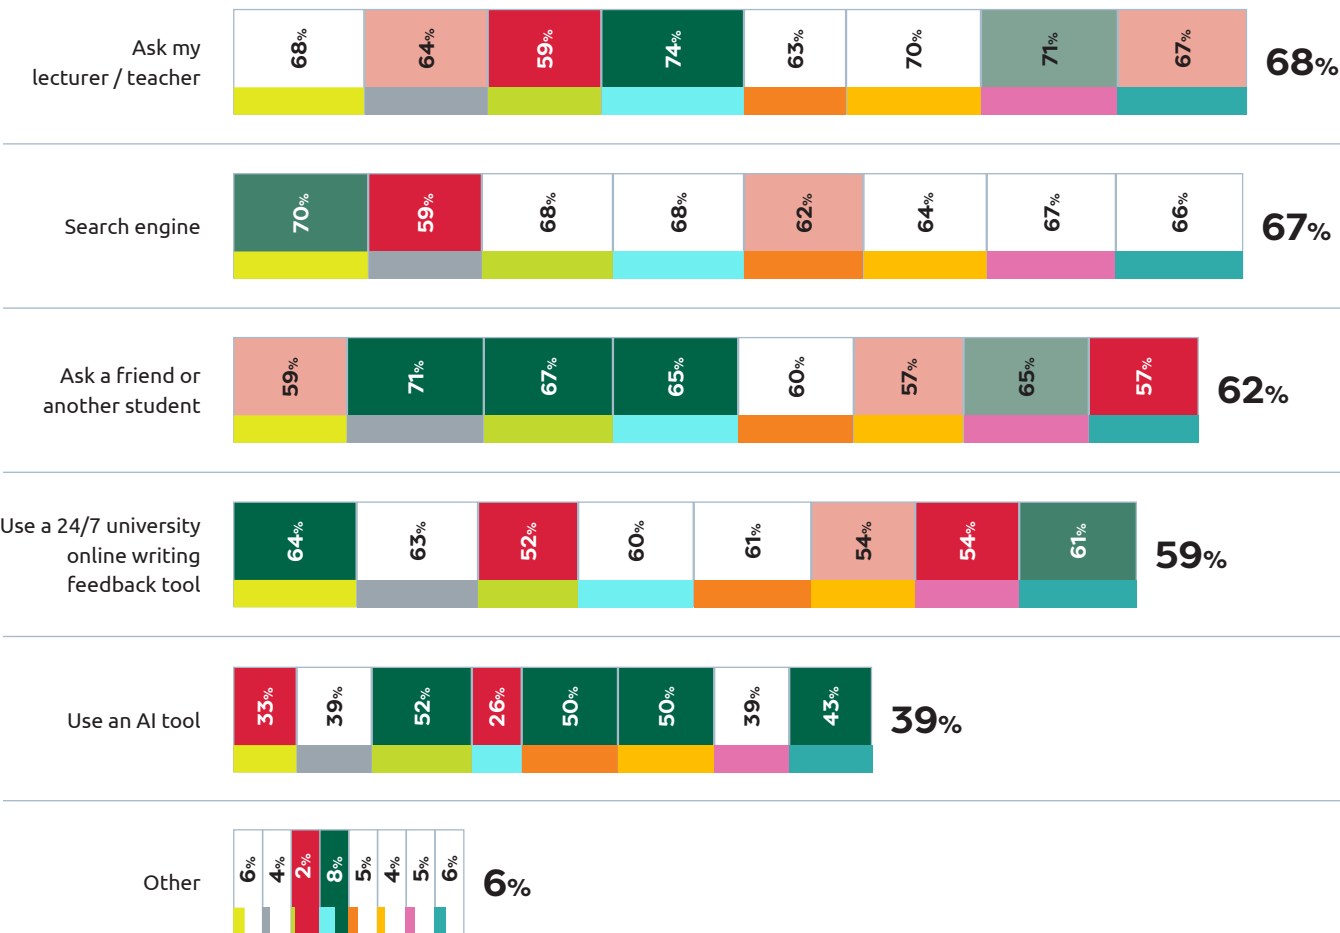 Ask my
lecturer / teacher
68% 64% 59% 74% 63% 70% 71% 67% 68%
Search engine
70% 59% 68% 68% 62% 64% 67% 66% 67%
Ask a friend or
another student
59% 71% 67% 65% 60% 57% 65% 57% 62%
Use a 24/7 university
online writing
feedback tool
64% 63% 52% 60% 61% 54% 54% 61% 59%
Use an AI tool
33% 39% 52% 26% 50% 50% 39% 43% 39%
Other
6% 4% 2% 8% 5% 4% 5% 6% 6%